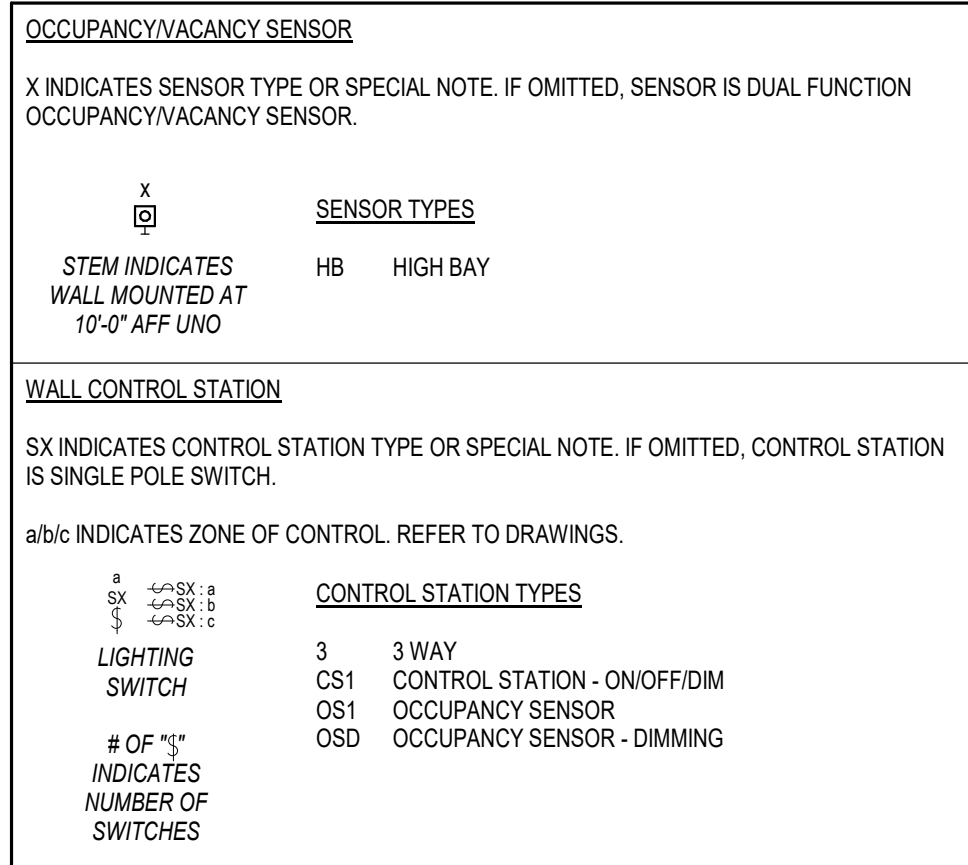 OCCUPANCY/VACANCY SENSOR
X INDICATES SENSOR TYPE OR SPECIAL NOTE. IF OMITTED, SENSOR IS DUAL FUNCTION
OCCUPANCY/VACANCY SENSOR.
X
STEM INDICATES
WALL MOUNTED AT
10'-0" AFF UNO
SENSOR TYPES
HB HIGH BAY
WALL CONTROL STATION
SX INDICATES CONTROL STATION TYPE OR SPECIAL NOTE. IF OMITTED, CONTROL STATION
IS SINGLE POLE SWITCH.
a/b/c INDICATES ZONE OF CONTROL. REFER TO DRAWINGS.
a
SX
$
$SX : a
$SX : b
$SX : c
LIGHTING
SWITCH
# OF "$"
INDICATES
NUMBER OF
SWITCHES
CONTROL STATION TYPES
3 3 WAY
CS1 CONTROL STATION - ON/OFF/DIM
OS1 OCCUPANCY SENSOR
OSD OCCUPANCY SENSOR - DIMMING